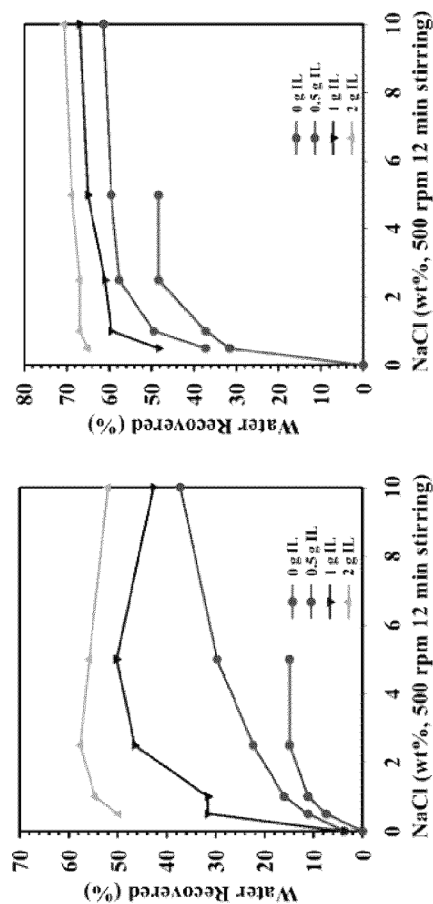 Water Recovered (%)
70
60
50
40
30
20
10
0
0 g IL
0.5 g IL
1 g IL
2 g IL
0 2 4 6 8 10
NaCl (wt%, 500 rpm 12 min stirring)
Water Recovered (%)
80
70
60
50
40
30
20
10
0
0 g IL
0.5 g IL
1 g IL
2 g IL
0 2 4 6 8 10
NaCl (wt%, 500 rpm 12 min stirring)